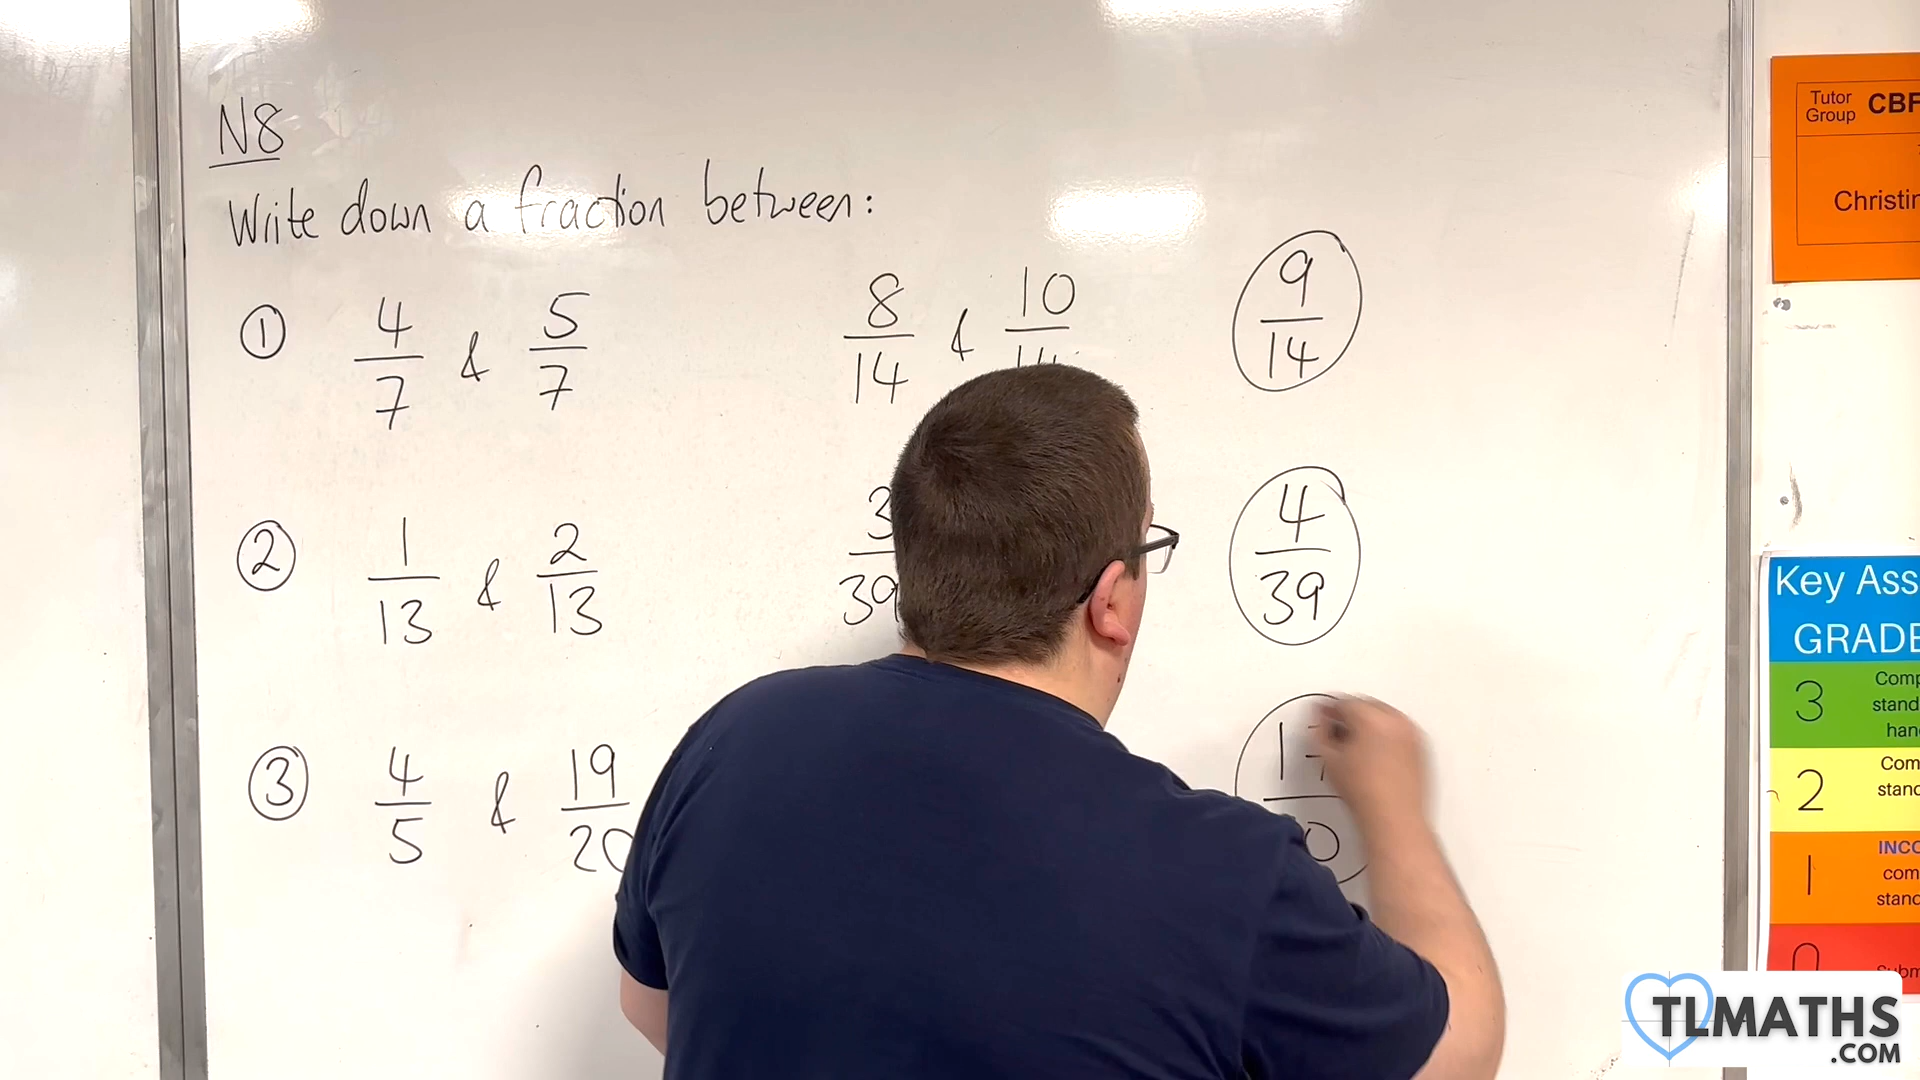 N8
Write down a fraction between:
① 4/7 & 5/7 8/14 & 10/14 9/14
② 1/13 & 2/13 3/39 4/39
③ 4/5 & 19/20 17
Tutor Group CBF
Christin
Key Ass
GRADE
3 Comp
stand
han
2 Com
stand
1 INCO
com
stand
0 Subm
TLMATHS
.COM